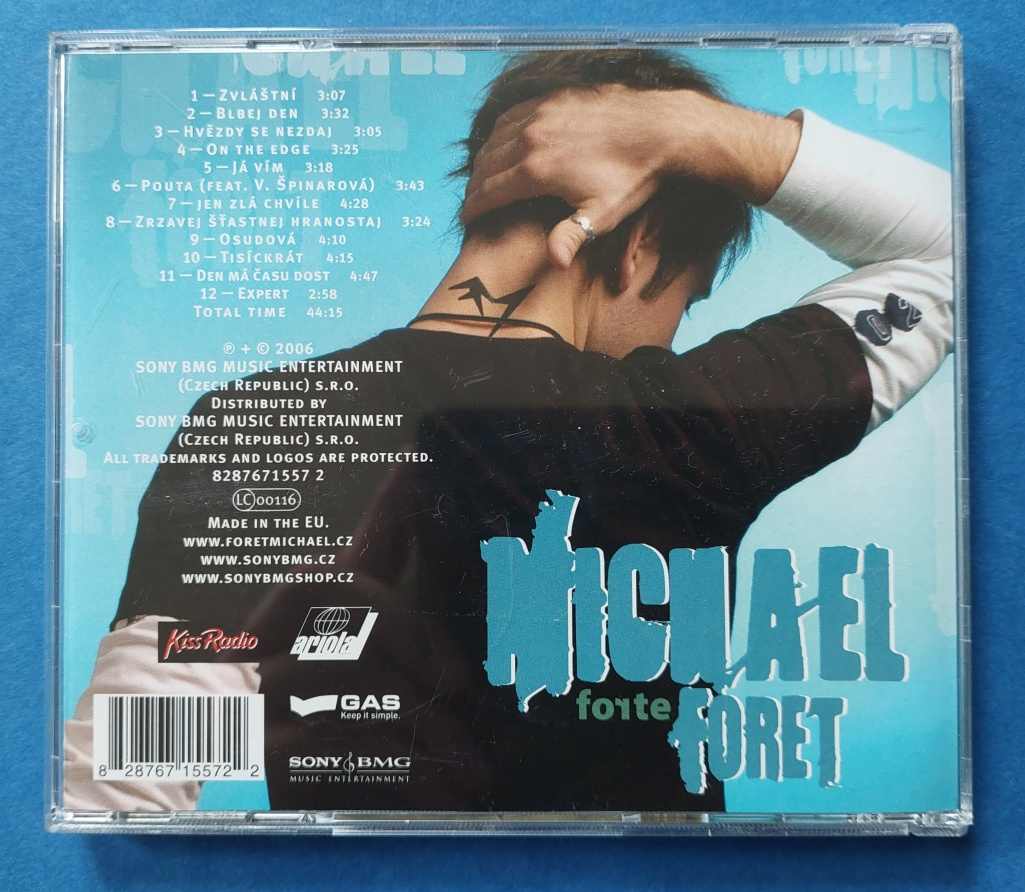 1 – Zvláštní 3:07
2 – Blbej den 3:32
3 – Hvězdy se nezdaj 3:05
4 – On the edge 3:25
5 – Já vím 3:18
6 – Pouta (feat. V. Špinarová) 3:43
7 – jen zlá chvíle 4:28
8 – Zrzavej šťastnej hranostaj 3:24
9 – Osudová 4:10
10 – Tisíckrát 4:15
11 – Den má času dost 4:47
12 – Expert 2:58
Total time 44:15
℗ + © 2006
SONY BMG MUSIC ENTERTAINMENT
(Czech Republic) s.r.o.
Distributed by
SONY BMG MUSIC ENTERTAINMENT
(Czech Republic) s.r.o.
All trademarks and logos are protected.
8287671557 2
LC 00116
Made in the EU.
www.foretmichael.cz
www.sonybmg.cz
www.sonybmgshop.cz
Kiss Radio
ariola
GAS
Keep it simple.
SONY BMG
MUSIC ENTERTAINMENT
8 28767 15572 2
MICHAEL
forte FORET